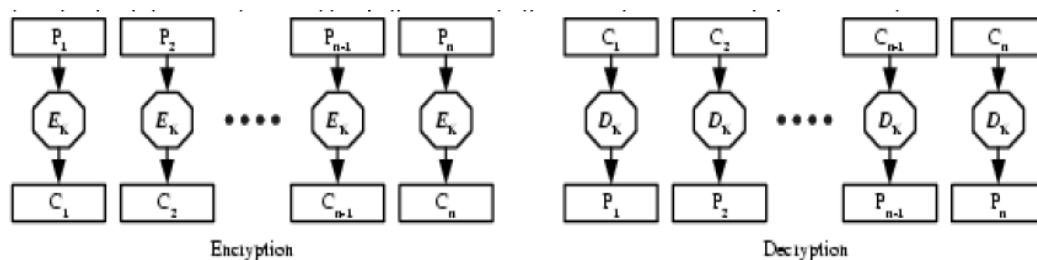 P1 P2 Pn-1 Pn C1 C2 Cn-1 Cn
EK EK EK EK DK DK DK DK
C1 C2 Cn-1 Cn P1 P2 Pn-1 Pn
Encryption Decryption